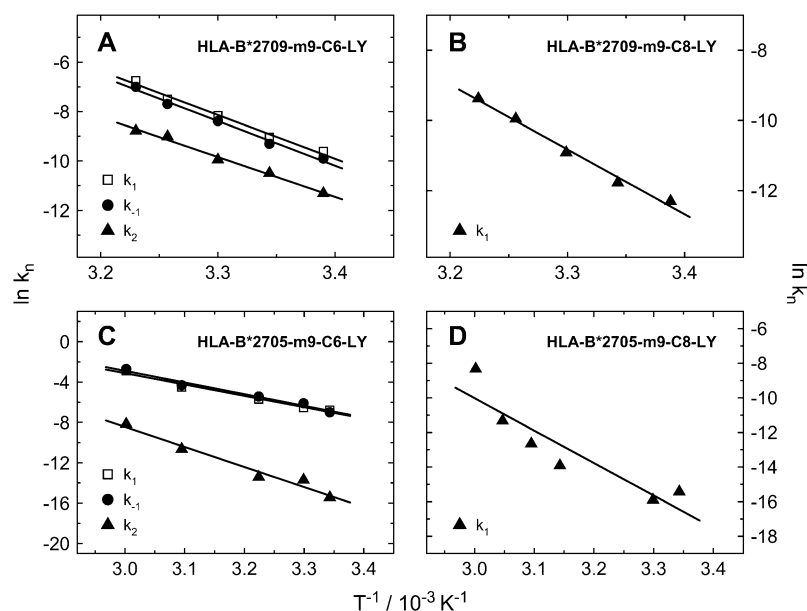 A HLA-B*2709-m9-C6-LY
-6
-8
-10
-12
k1
k-1
k2
3.2 3.3 3.4
B HLA-B*2709-m9-C8-LY
-8
-10
-12
k1
3.2 3.3 3.4
ln kn
ln kn
C HLA-B*2705-m9-C6-LY
0
-4
-8
-12
-16
-20
k1
k-1
k2
3.0 3.1 3.2 3.3 3.4
D HLA-B*2705-m9-C8-LY
-6
-8
-10
-12
-14
-16
-18
k1
3.0 3.1 3.2 3.3 3.4
T-1 / 10-3 K-1